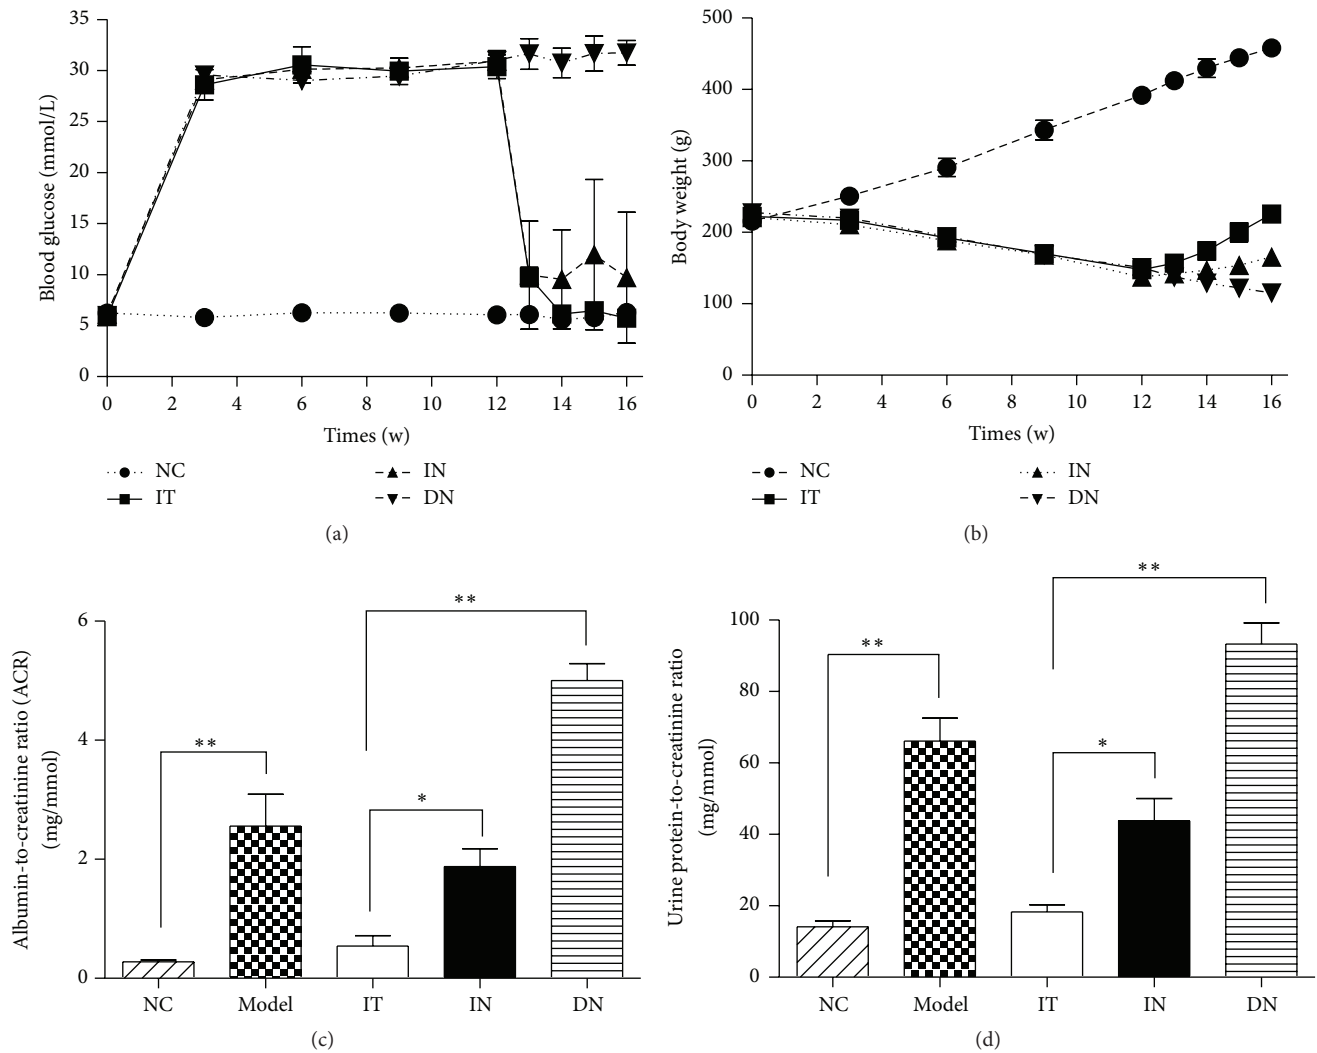 35
30
25
20
15
10
5
0
Blood glucose (mmol/L)
0 2 4 6 8 10 12 14 16
Times (w)
NC
IT
IN
DN
(a)
500
400
300
200
100
0
Body weight (g)
0 2 4 6 8 10 12 14 16
Times (w)
NC
IT
IN
DN
(b)
6
4
2
0
Albumin-to-creatinine ratio (ACR)
(mg/mmol)
**
**
*
NC Model IT IN DN
(c)
100
80
60
40
20
0
Urine protein-to-creatinine ratio
(mg/mmol)
**
**
*
NC Model IT IN DN
(d)